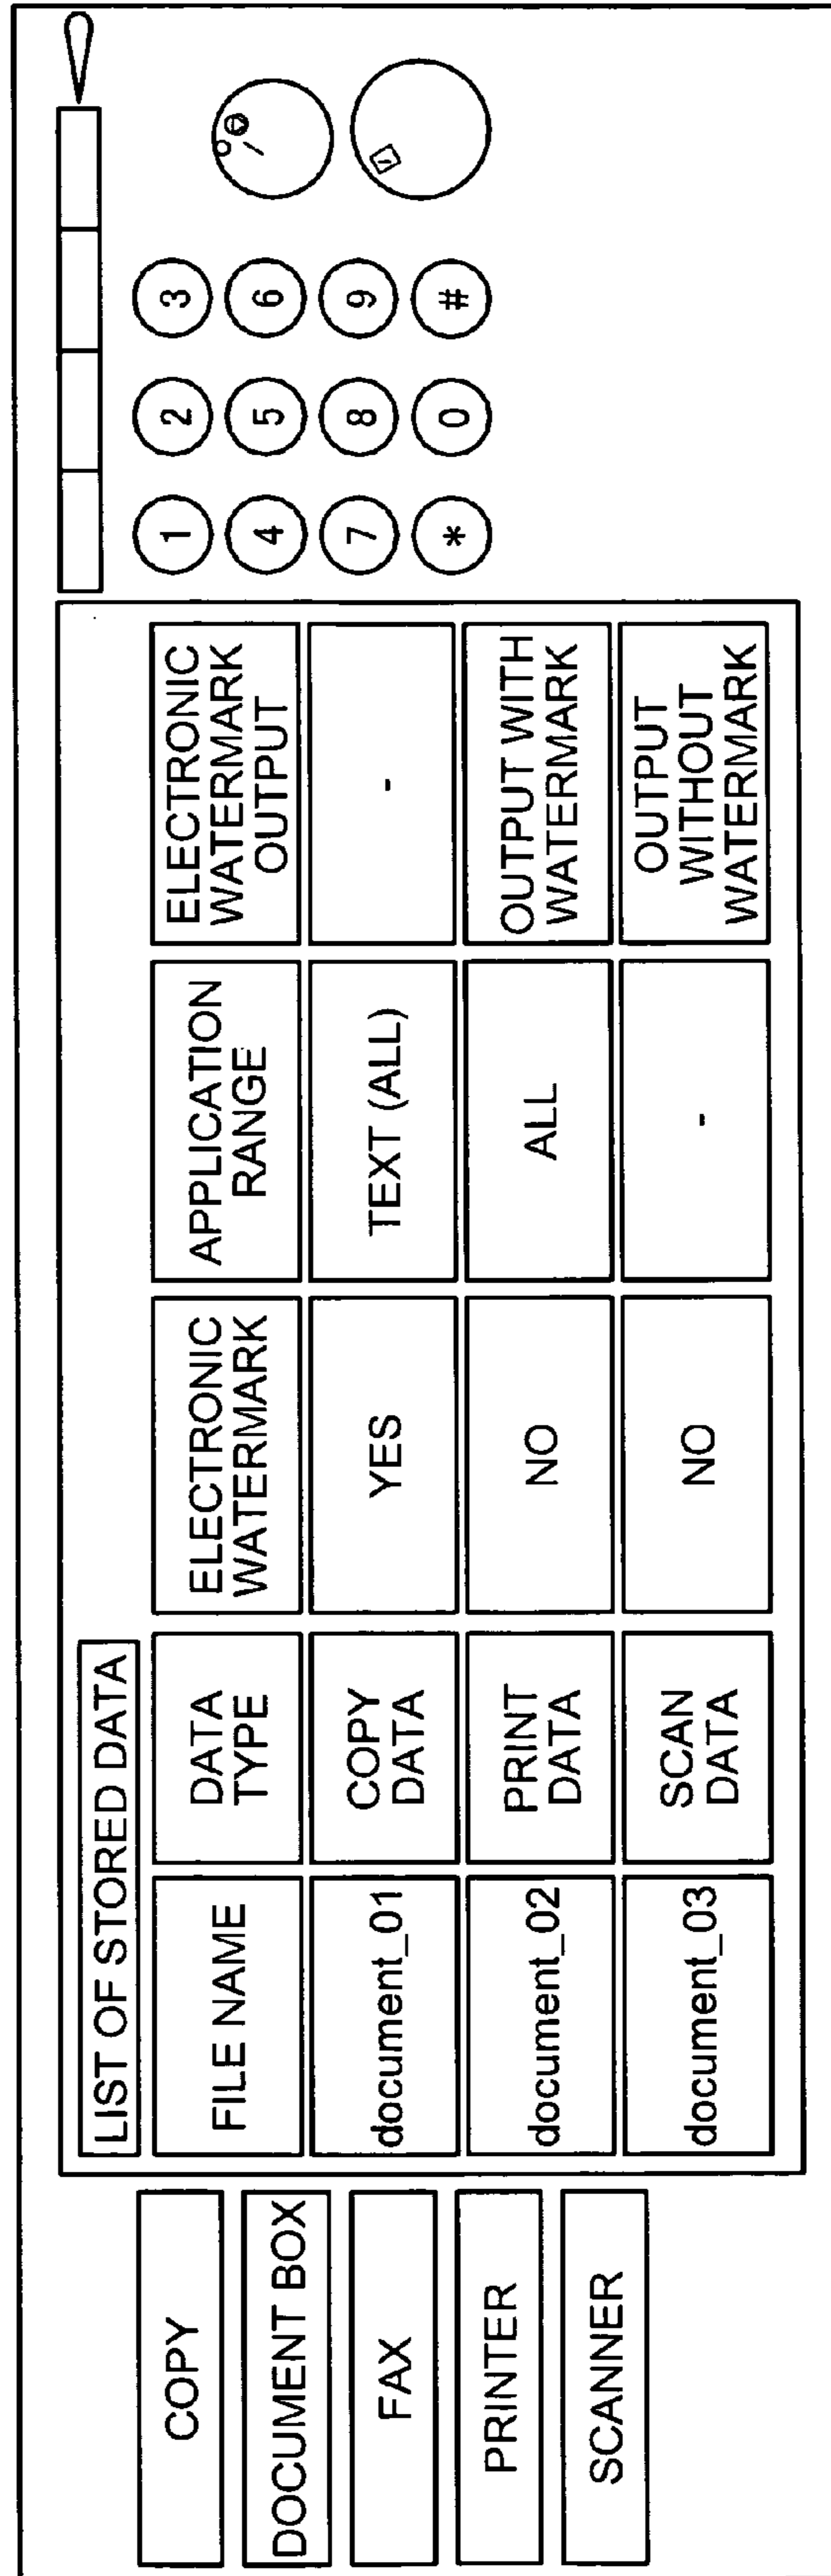 COPY
DOCUMENT BOX
FAX
PRINTER
SCANNER
LIST OF STORED DATA
FILE NAME
DATA
TYPE
ELECTRONIC
WATERMARK
APPLICATION
RANGE
ELECTRONIC
WATERMARK
OUTPUT
document_01
COPY
DATA
YES
TEXT (ALL)
-
document_02
PRINT
DATA
NO
ALL
OUTPUT WITH
WATERMARK
document_03
SCAN
DATA
NO
-
OUTPUT
WITHOUT
WATERMARK
1 2 3
4 5 6
7 8 9
* 0 #